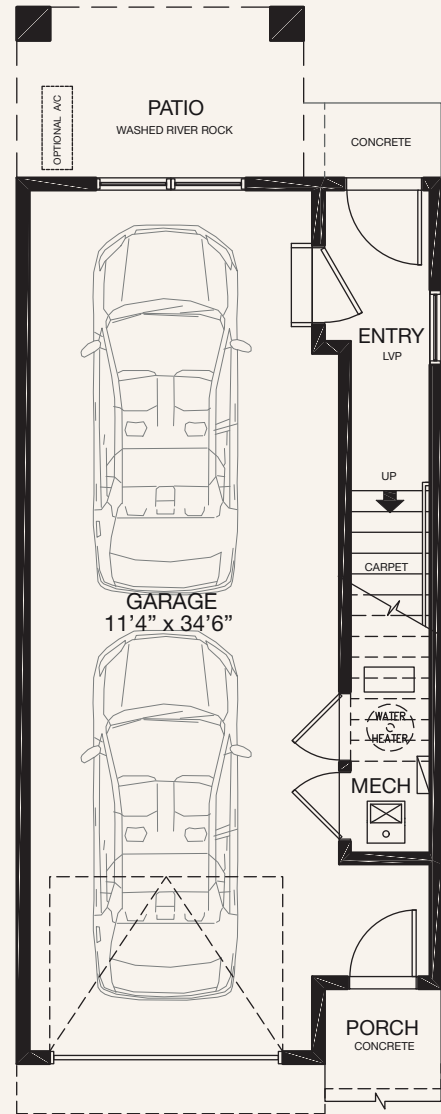 OPTIONAL A/C
PATIO
WASHED RIVER ROCK
CONCRETE
ENTRY
LVP
UP
CARPET
GARAGE
11’4” x 34’6”
WATER
HEATER
MECH
PORCH
CONCRETE